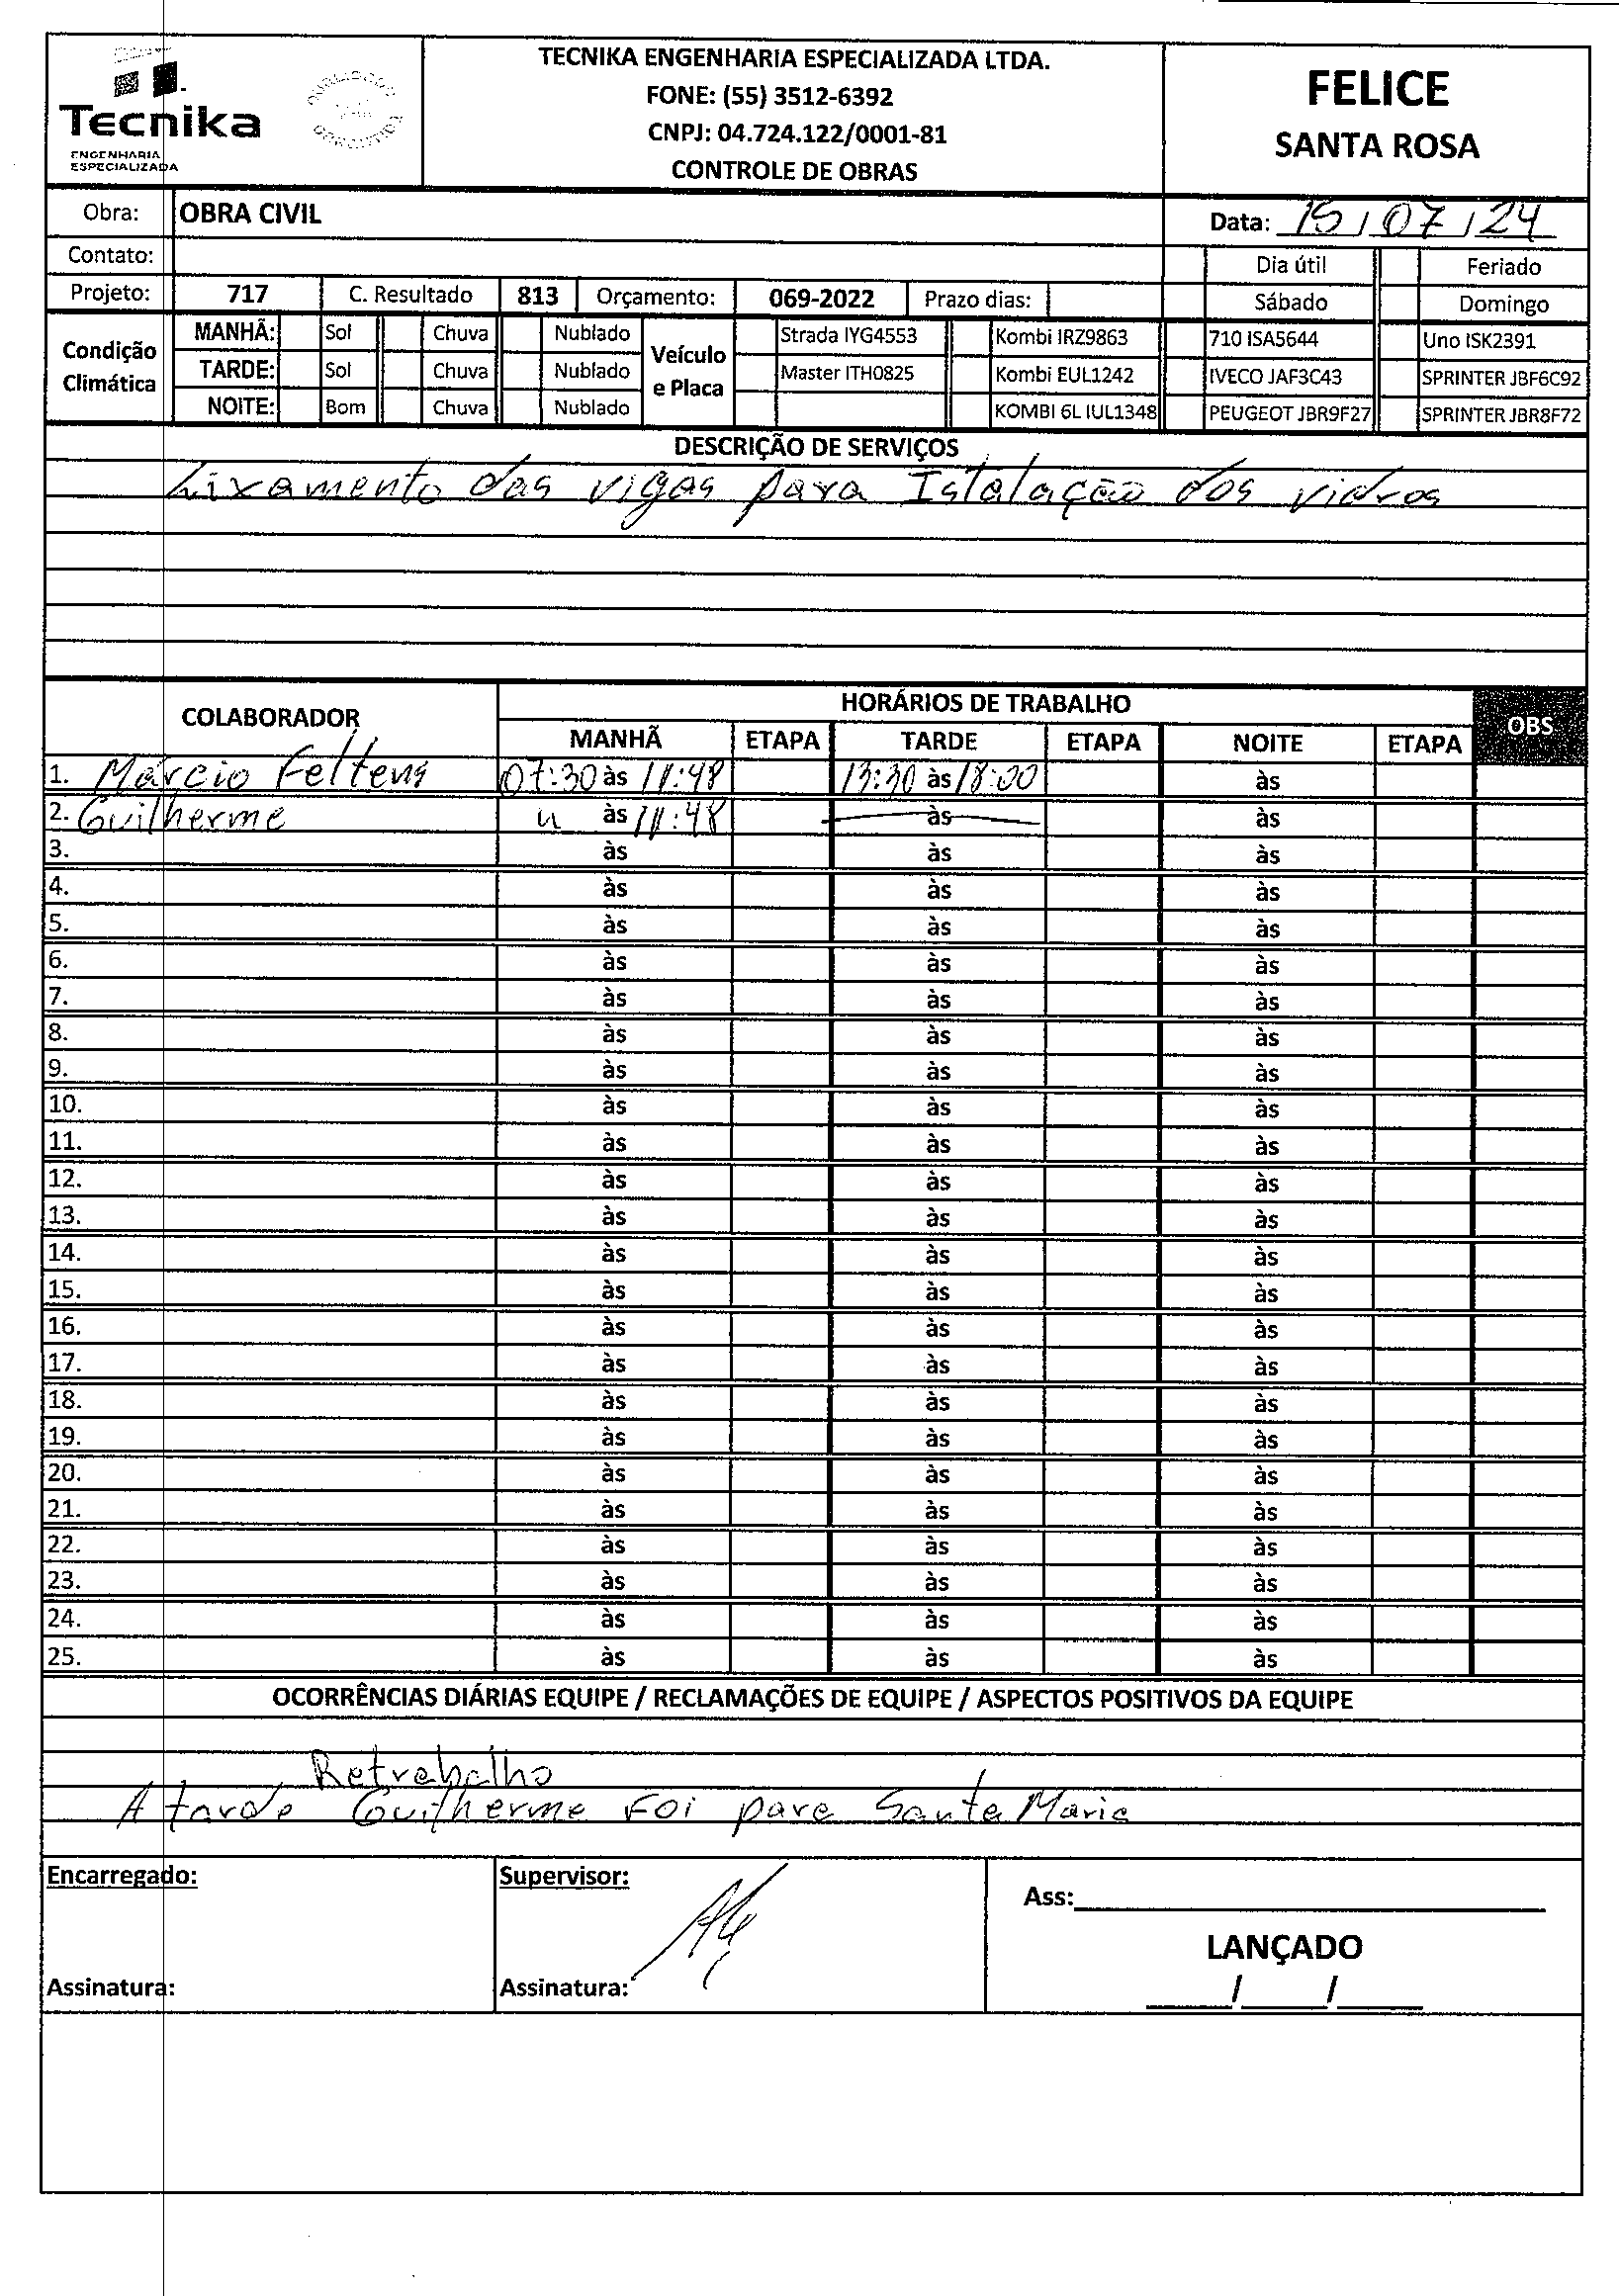 Tecnika
ENGENHARIA
ESPECIALIZADA
TECNIKA ENGENHARIA ESPECIALIZADA LTDA.
FONE: (55) 3512-6392
CNPJ: 04.724.122/0001-81
CONTROLE DE OBRAS
FELICE
SANTA ROSA
Obra: OBRA CIVIL
Data: 15/07/24
Contato:
Dia útil Feriado
Projeto: 717 C. Resultado 813 Orçamento: 069-2022 Prazo dias:
Sábado Domingo
Condição Climática
MANHÃ: Sol Chuva Nublado
TARDE: Sol Chuva Nublado
NOITE: Bom Chuva Nublado
Veículo e Placa
Strada IYG4553 Kombi IRZ9863 710 ISA5644 Uno ISK2391
Master ITH0825 Kombi EUL1242 IVECO JAF3C43 SPRINTER JBF6C92
KOMBI 6L IUL1348 PEUGEOT JBR9F27 SPRINTER JBR8F72
DESCRIÇÃO DE SERVIÇOS
Lixamento das vigas para Istalação dos vidros
COLABORADOR
HORÁRIOS DE TRABALHO
OBS
MANHÃ ETAPA TARDE ETAPA NOITE ETAPA
1. Márcio Feltens 07:30 às 11:48 13:30 às 18:00 às
2. Guilherme u às 11:48 às às
3. às às às
4. às às às
5. às às às
6. às às às
7. às às às
8. às às às
9. às às às
10. às às às
11. às às às
12. às às às
13. às às às
14. às às às
15. às às às
16. às às às
17. às às às
18. às às às
19. às às às
20. às às às
21. às às às
22. às às às
23. às às às
24. às às às
25. às às às
OCORRÊNCIAS DIÁRIAS EQUIPE / RECLAMAÇÕES DE EQUIPE / ASPECTOS POSITIVOS DA EQUIPE
Retrabalho
A tarde Guilherme Foi para Santa Maria
Encarregado:
Supervisor:
Ass:
LANÇADO
Assinatura:
Assinatura:
/ /